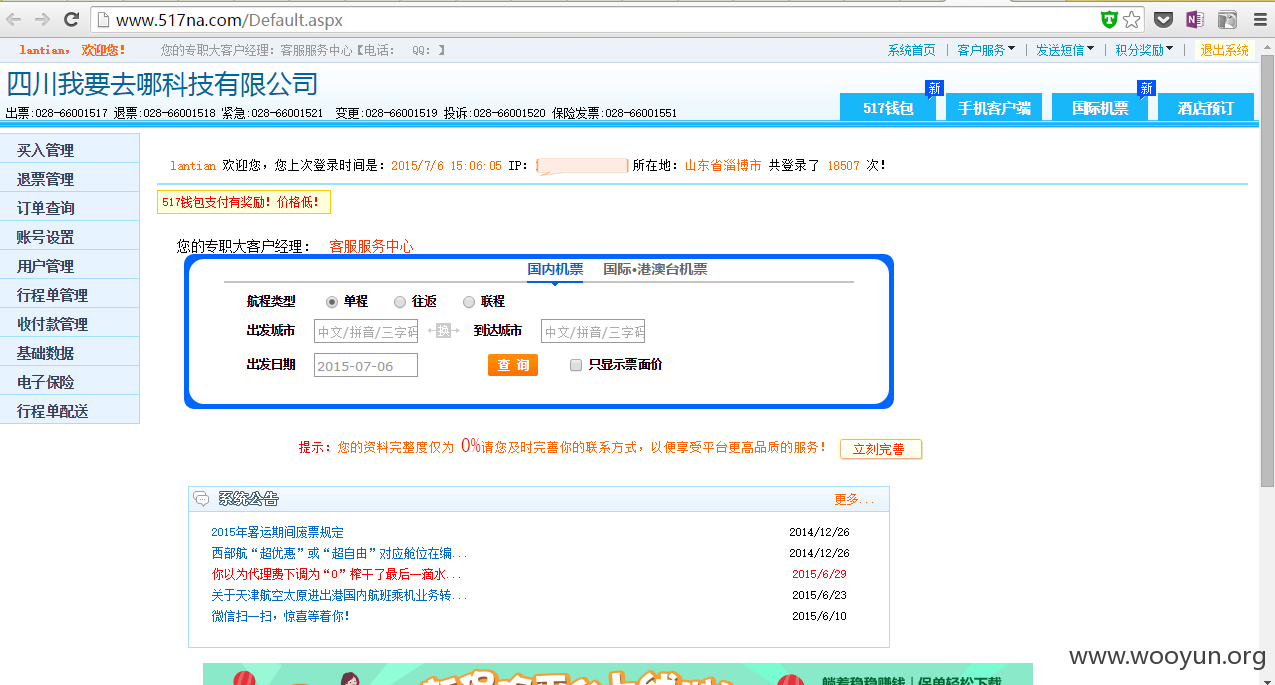 www.517na.com/Default.aspx
lantian， 欢迎您！ 您的专职大客户经理：客服服务中心【电话： QQ： 】 系统首页 | 客户服务 | 发送短信 | 积分奖励 | 退出系统
四川我要去哪科技有限公司
出票:028-66001517 退票:028-66001518 紧急:028-66001521 变更:028-66001519 投诉:028-66001520 保险发票:028-66001551
517钱包 新 手机客户端 国际机票 新 酒店预订
买入管理
退票管理
订单查询
账号设置
用户管理
行程单管理
收付款管理
基础数据
电子保险
行程单配送
lantian 欢迎您，您上次登录时间是：2015/7/6 15:06:05 IP： 所在地：山东省淄博市 共登录了 18507 次！
517钱包支付有奖励！价格低！
您的专职大客户经理： 客服服务中心
国内机票 国际•港澳台机票
航程类型 单程 往返 联程
出发城市 中文/拼音/三字码 换 到达城市 中文/拼音/三字码
出发日期 2015-07-06 查 询 只显示票面价
提示：您的资料完整度仅为 0%请您及时完善你的联系方式，以便享受平台更高品质的服务！ 立刻完善
系统公告 更多...
2015年署运期间废票规定 2014/12/26
西部航“超优惠”或“超自由”对应舱位在编... 2014/12/26
你以为代理费下调为“0”榨干了最后一滴水... 2015/6/29
关于天津航空太原进出港国内航班乘机业务转... 2015/6/23
微信扫一扫，惊喜等着你！ 2015/6/10
www.wooyun.org